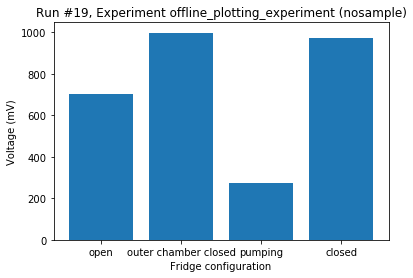 Run #19, Experiment offline_plotting_experiment (nosample)
1000
800
600
400
200
0
Voltage (mV)
open outer chamber closed pumping closed
Fridge configuration